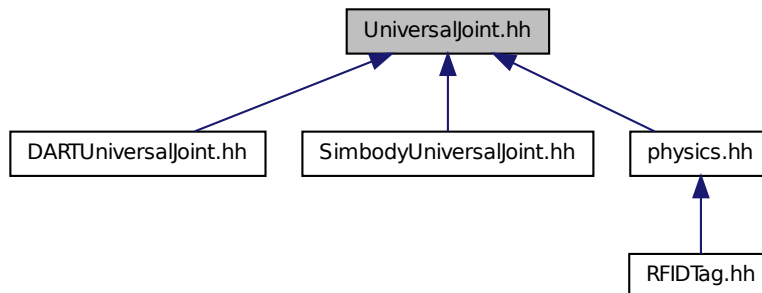 UniversalJoint.hh
DARTUniversalJoint.hh
SimbodyUniversalJoint.hh
physics.hh
RFIDTag.hh